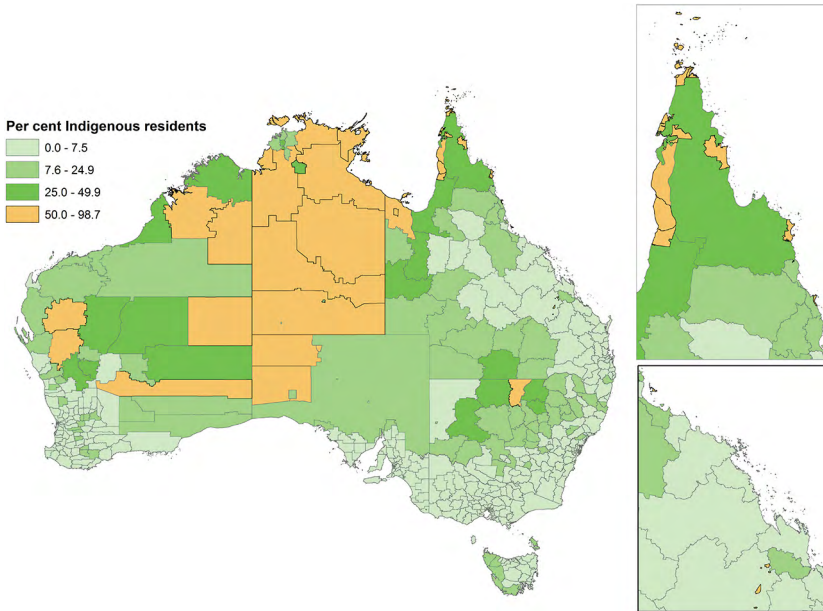 Per cent Indigenous residents
0.0 - 7.5
7.6 - 24.9
25.0 - 49.9
50.0 - 98.7